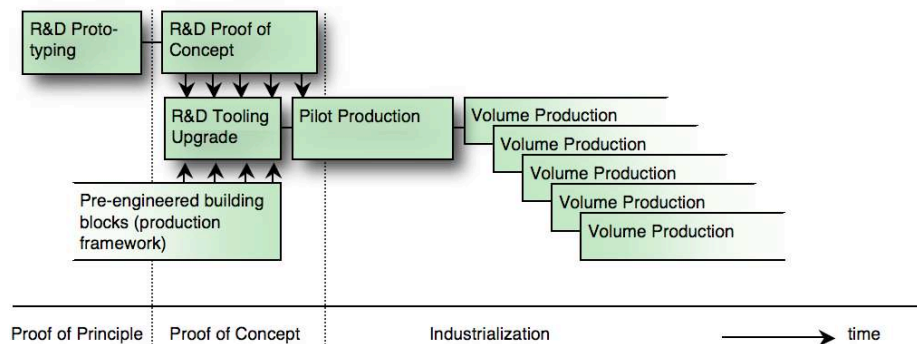 R&D Proto-
typing
R&D Proof of
Concept
R&D Tooling
Upgrade
Pilot Production
Volume Production
Volume Production
Volume Production
Volume Production
Volume Production
Pre-engineered building
blocks (production
framework)
Proof of Principle
Proof of Concept
Industrialization
time